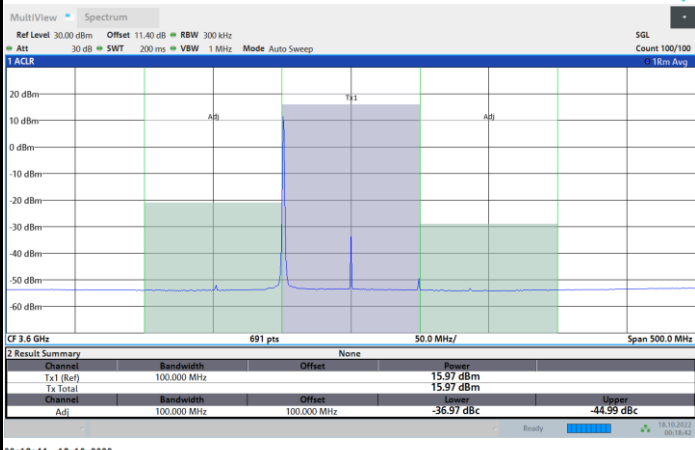 MultiView Spectrum
Ref Level 30.00 dBm Offset 11.40 dB RBW 300 kHz SGL
Att 30 dB SWT 200 ms VBW 1 MHz Mode Auto Sweep Count 100/100
1 ACLR 1Rm Avg
20 dBm
Tx1
10 dBm
Adj Adj
0 dBm
-10 dBm
-20 dBm
-30 dBm
-40 dBm
-50 dBm
-60 dBm
CF 3.6 GHz 691 pts 50.0 MHz/ Span 500.0 MHz
2 Result Summary None
Channel Bandwidth Offset Power
Tx1 (Ref) 100.000 MHz 15.97 dBm
Tx Total 15.97 dBm
Channel Bandwidth Offset Lower Upper
Adj 100.000 MHz 100.000 MHz -36.97 dBc -44.99 dBc
Ready 18.10.2022
00:18:42